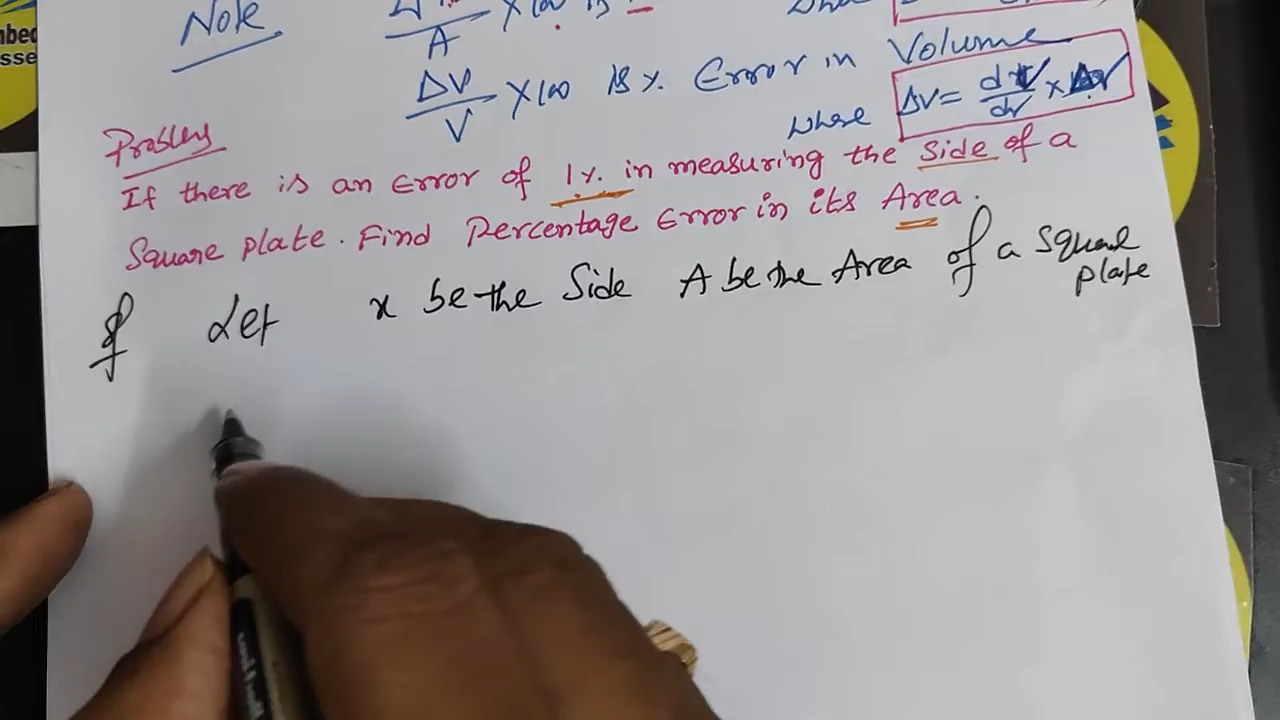 Note
A × 100 is
ΔV/V × 100 is %. Error in Volume
where ΔV = dV/dr × Δr
Problem
If there is an Error of 1%. in measuring the Side of a
Square plate. Find Percentage Error in its Area.
Let x be the Side A be the Area of a Square
plate